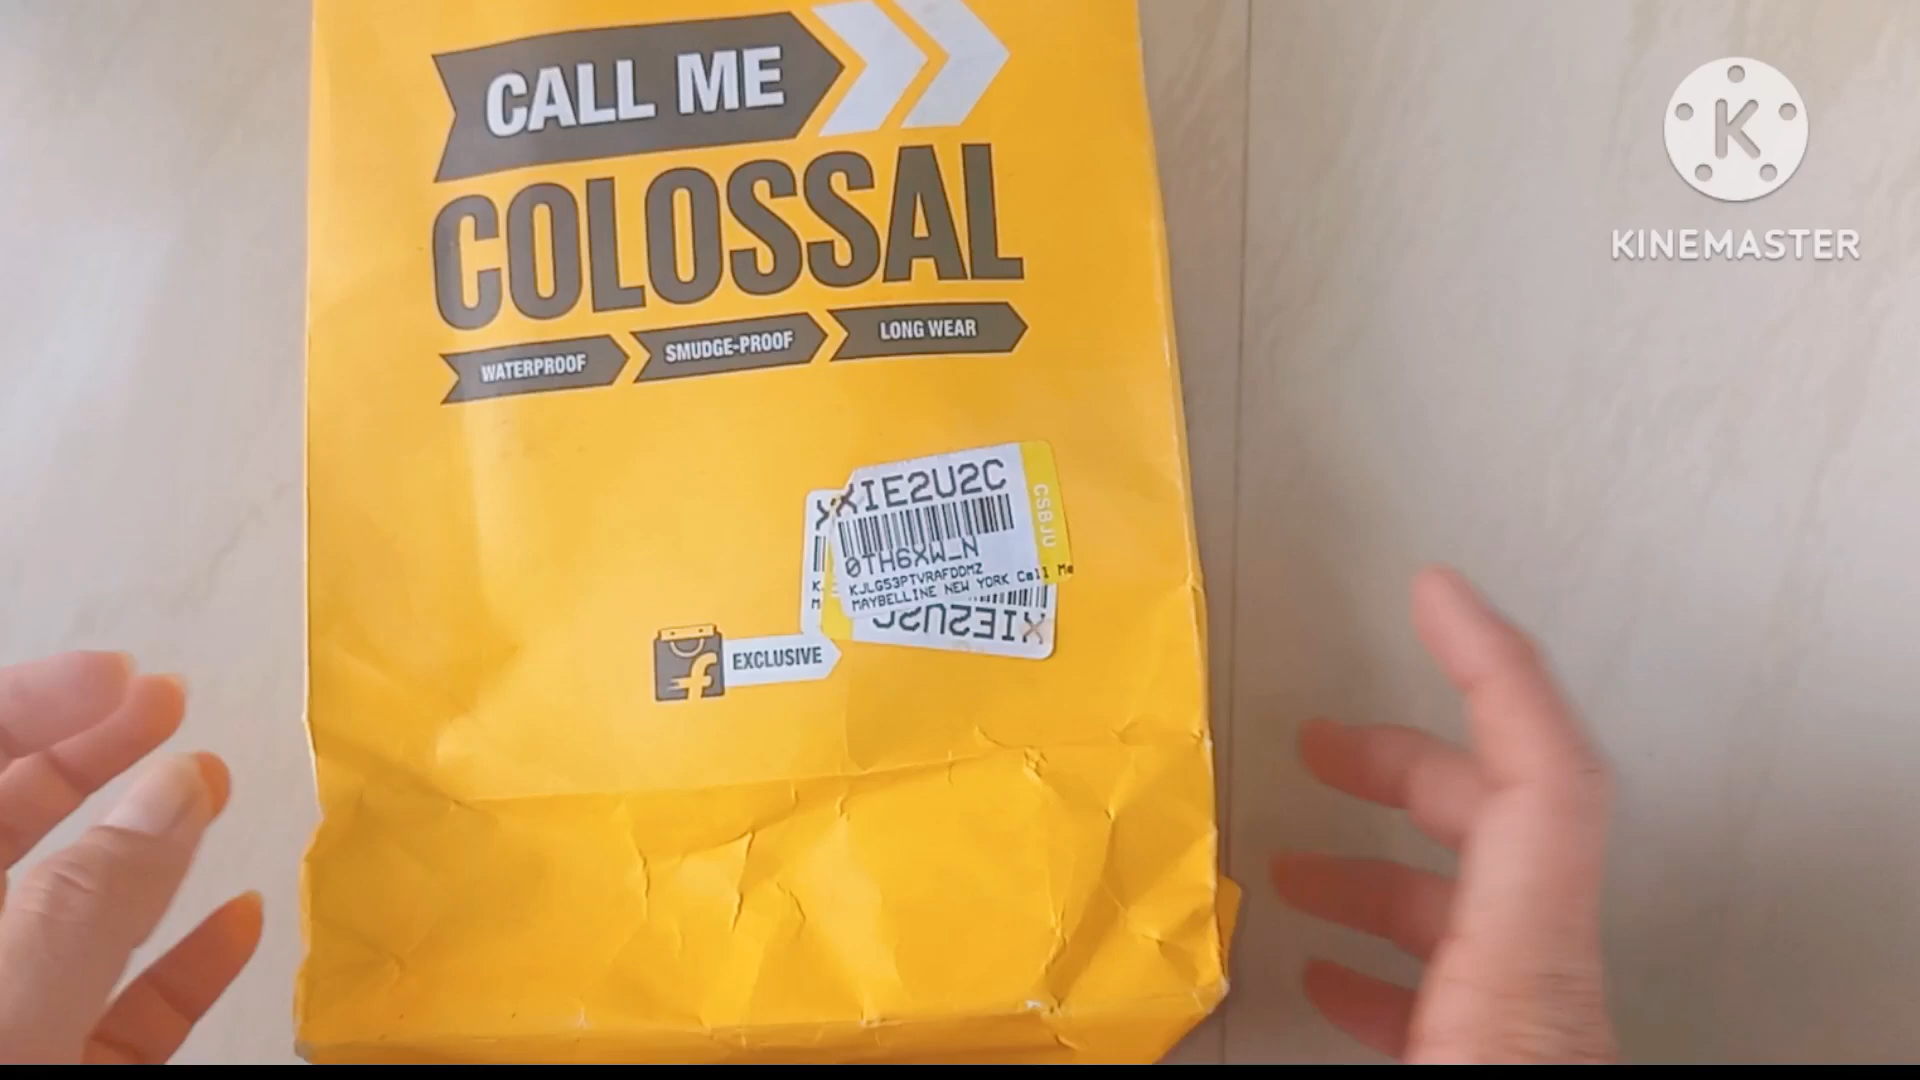 CALL ME
COLOSSAL
WATERPROOF
SMUDGE-PROOF
LONG WEAR
XIE2U2C
0TH6XW_N
KJLG53PTVRAFDDMZ
MAYBELLINE NEW YORK Call Me
CSBJU
XIE2U2C
f
EXCLUSIVE
K
KINEMASTER